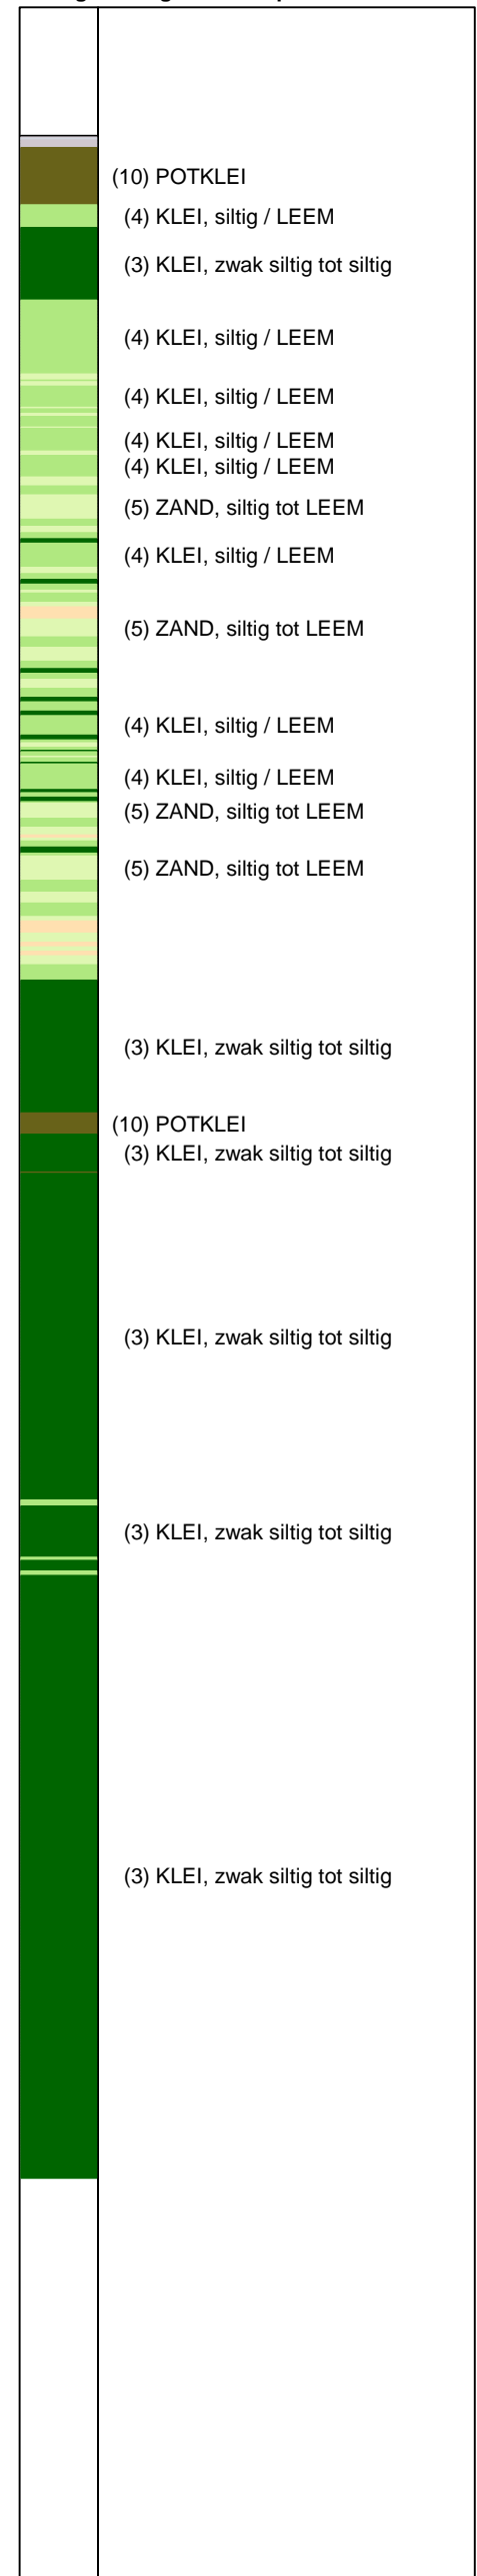 (10) POTKLEI
(4) KLEI, siltig / LEEM
(3) KLEI, zwak siltig tot siltig
(4) KLEI, siltig / LEEM
(4) KLEI, siltig / LEEM
(4) KLEI, siltig / LEEM
(4) KLEI, siltig / LEEM
(5) ZAND, siltig tot LEEM
(4) KLEI, siltig / LEEM
(5) ZAND, siltig tot LEEM
(4) KLEI, siltig / LEEM
(4) KLEI, siltig / LEEM
(5) ZAND, siltig tot LEEM
(5) ZAND, siltig tot LEEM
(3) KLEI, zwak siltig tot siltig
(10) POTKLEI
(3) KLEI, zwak siltig tot siltig
(3) KLEI, zwak siltig tot siltig
(3) KLEI, zwak siltig tot siltig
(3) KLEI, zwak siltig tot siltig